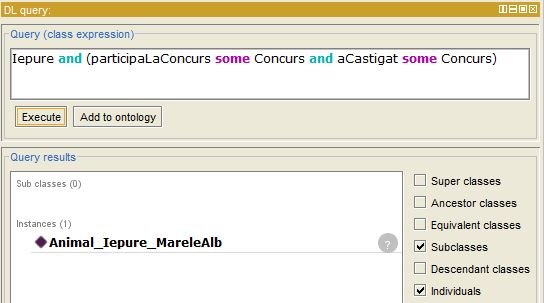 DL query:
Query (class expression)
Iepure and (participaLaConcurs some Concurs and aCastigat some Concurs)
Execute Add to ontology
Query results
Sub classes (0)
Super classes
Ancestor classes
Instances (1)
Equivalent classes
Animal_Iepure_MareleAlb ?
Subclasses
Descendant classes
Individuals